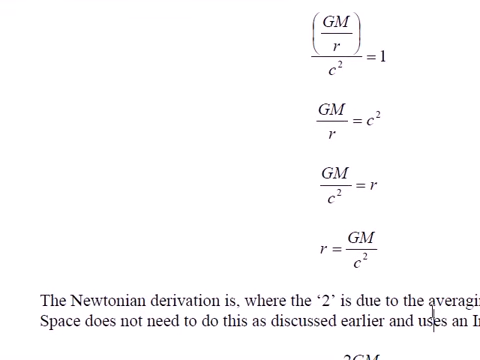 (GM/r)/c² = 1
GM/r = c²
GM/c² = r
r = GM/c²
The Newtonian derivation is, where the ‘2’ is due to the
Space does not need to do this as discussed earlier and uses an
2GM